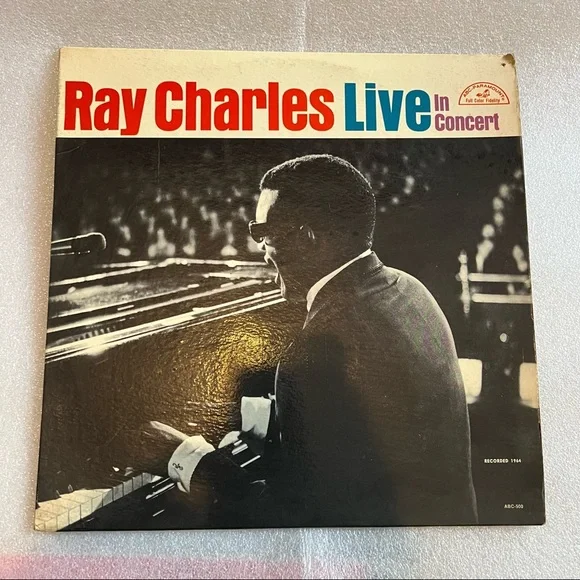 Ray Charles Live In Concert
ABC-PARAMOUNT
Full Color Fidelity
RECORDED 1964
ABC-500